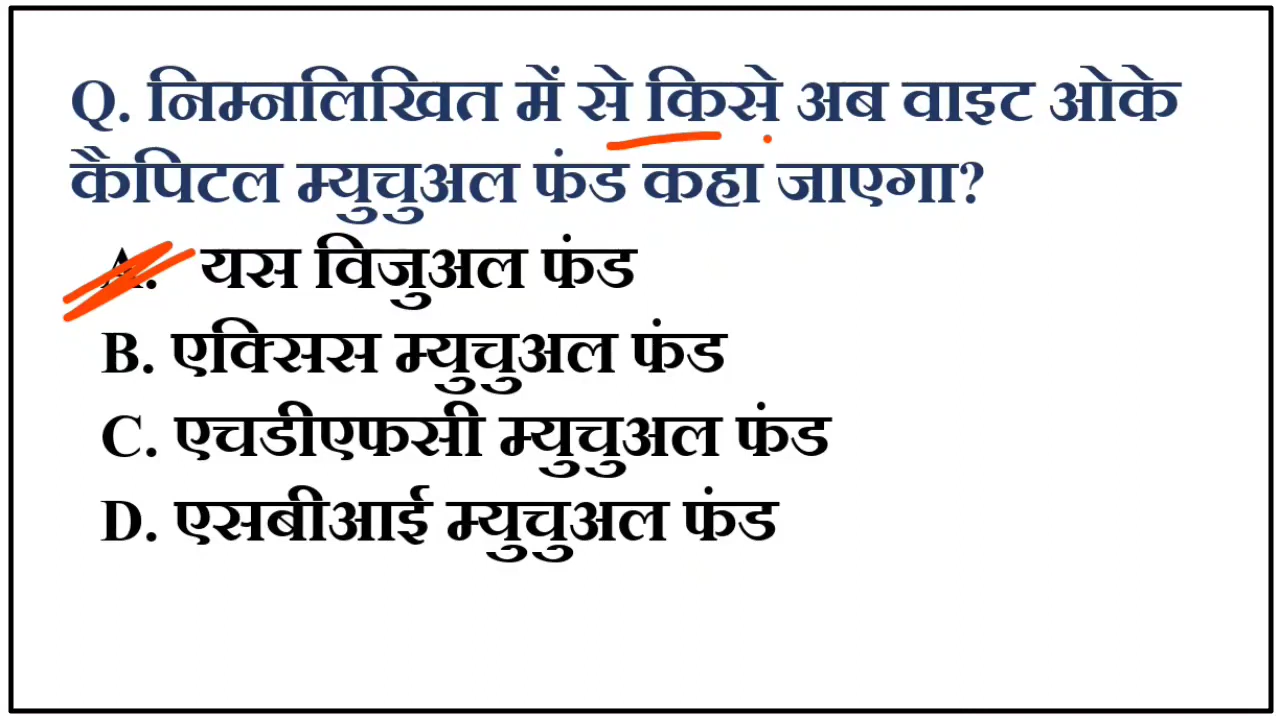 Q. निम्नलिखित में से किसे अब वाइट ओके
कैपिटल म्युचुअल फंड कहा जाएगा?
A. यस विजुअल फंड
B. एक्सिस म्युचुअल फंड
C. एचडीएफसी म्युचुअल फंड
D. एसबीआई म्युचुअल फंड